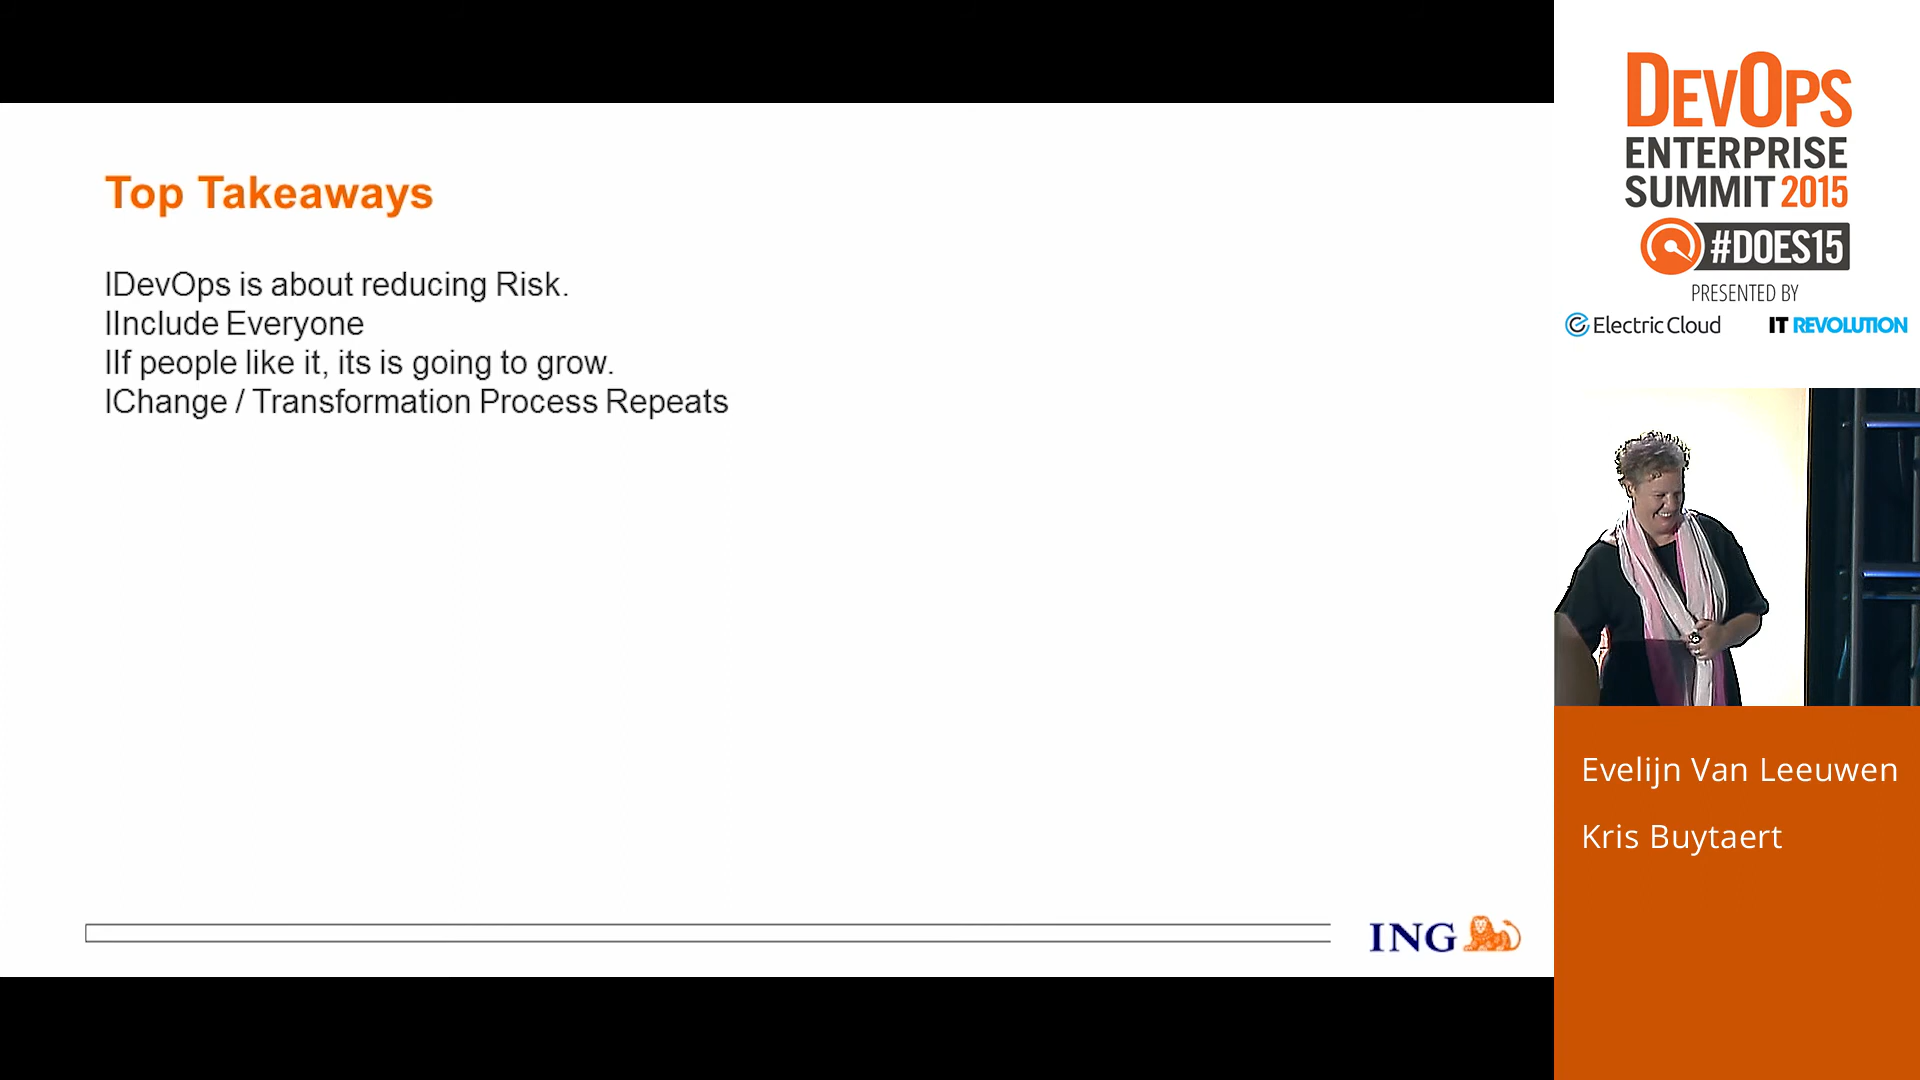 Top Takeaways
lDevOps is about reducing Risk.
lInclude Everyone
lIf people like it, its is going to grow.
lChange / Transformation Process Repeats
ING
DEVOPS
ENTERPRISE
SUMMIT 2015
#DOES15
PRESENTED BY
Electric Cloud IT REVOLUTION
Evelijn Van Leeuwen
Kris Buytaert